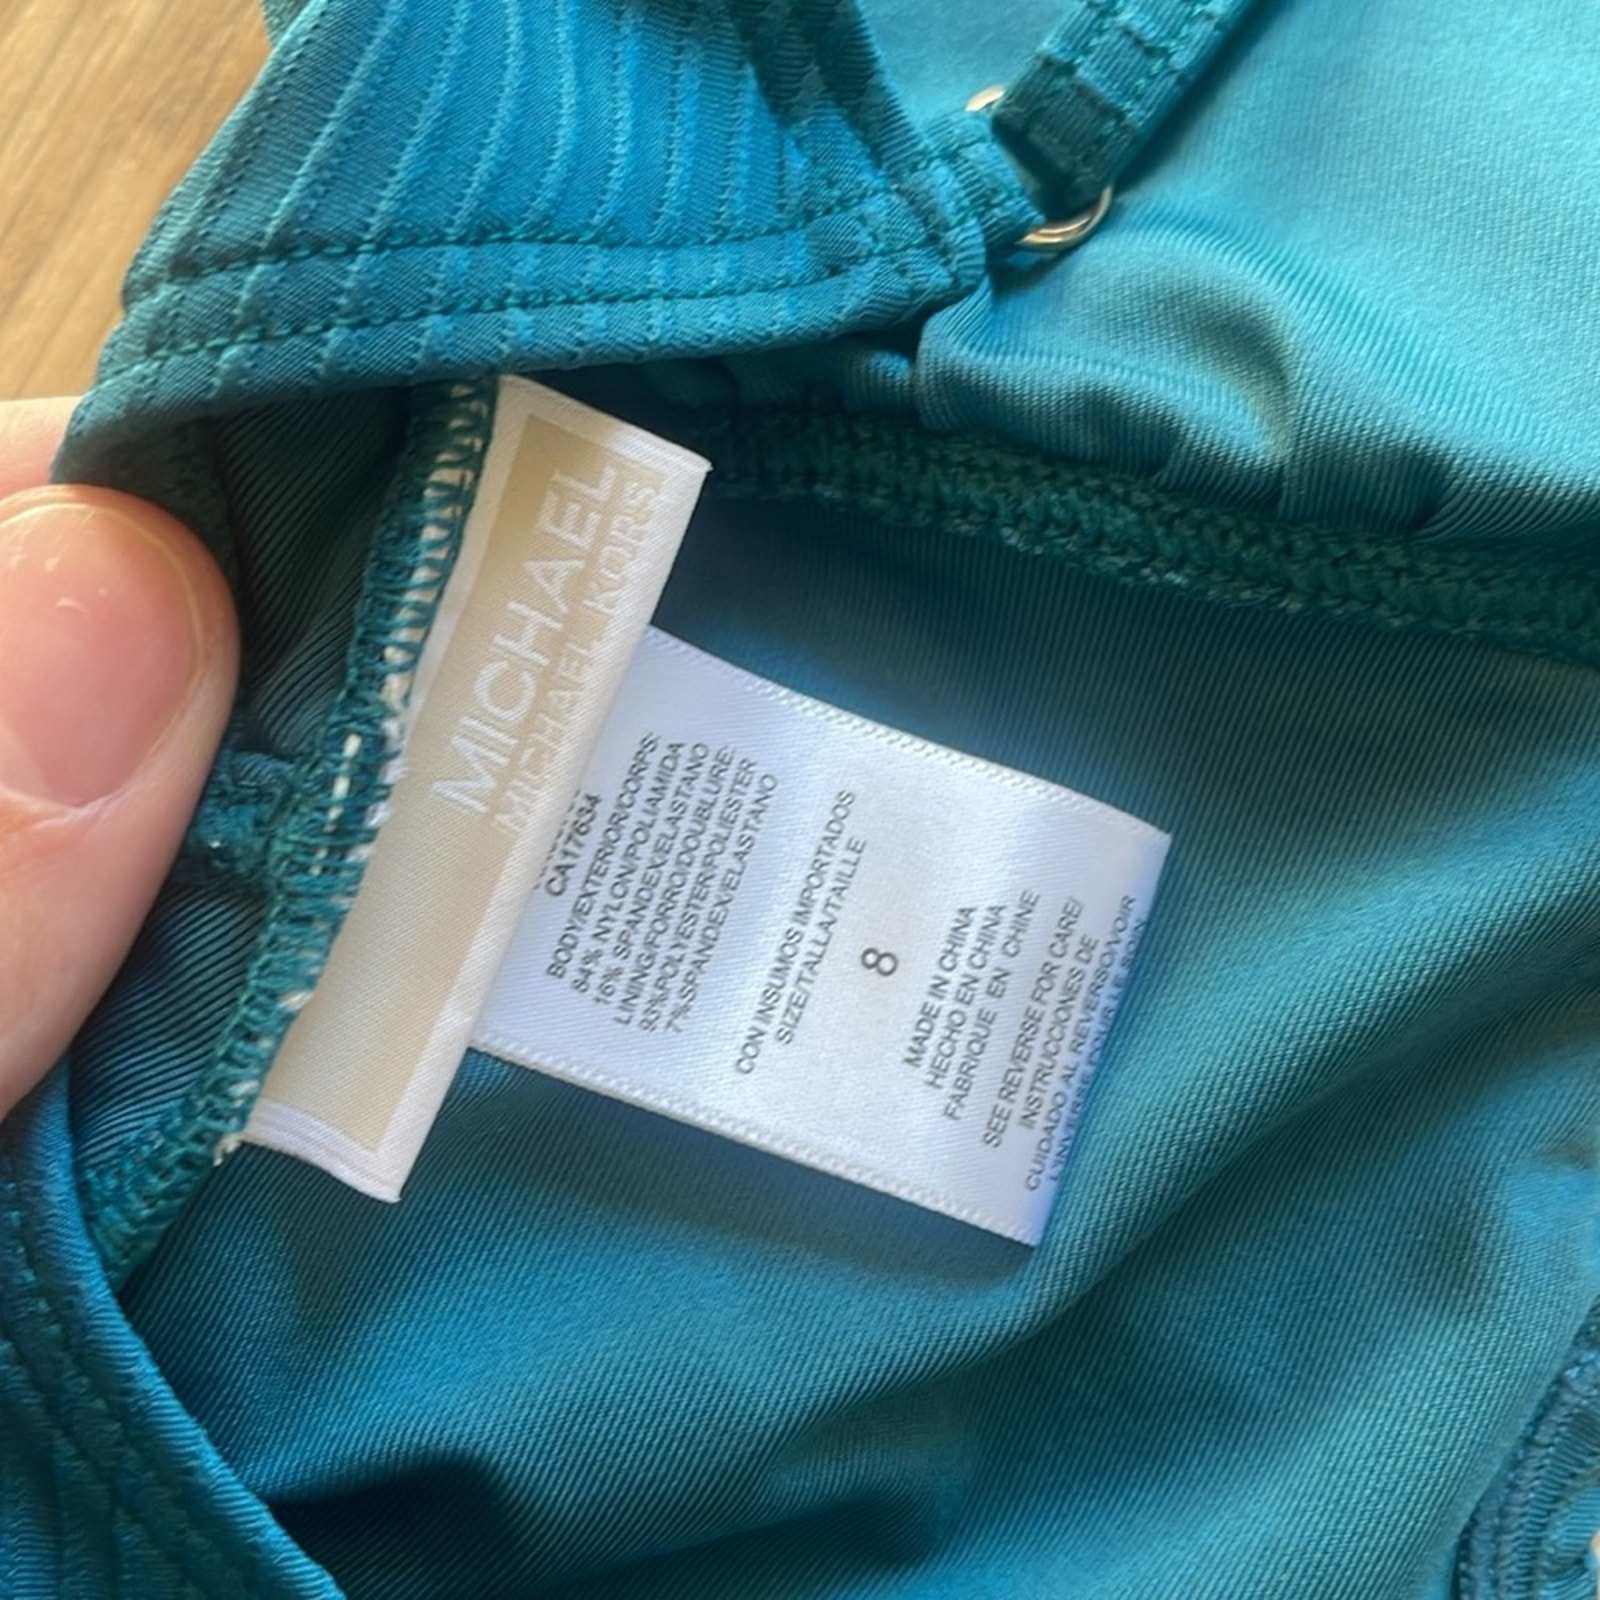 MICHAEL
MICHAEL KORS
CA17634
BODY/EXTERIOR/CORPS:
84% NYLON/POLIAMIDA
16% SPANDEX/ELASTANO
LINING/FORRO/DOUBLURE:
93%POLYESTER/POLIESTER
7%SPANDEX/ELASTANO
CON INSUMOS IMPORTADOS
SIZE/TALLA/TAILLE
8
MADE IN CHINA
HECHO EN CHINA
FABRIQUE EN CHINE
SEE REVERSE FOR CARE/
INSTRUCCIONES DE
CUIDADO AL REVERSO/VOIR